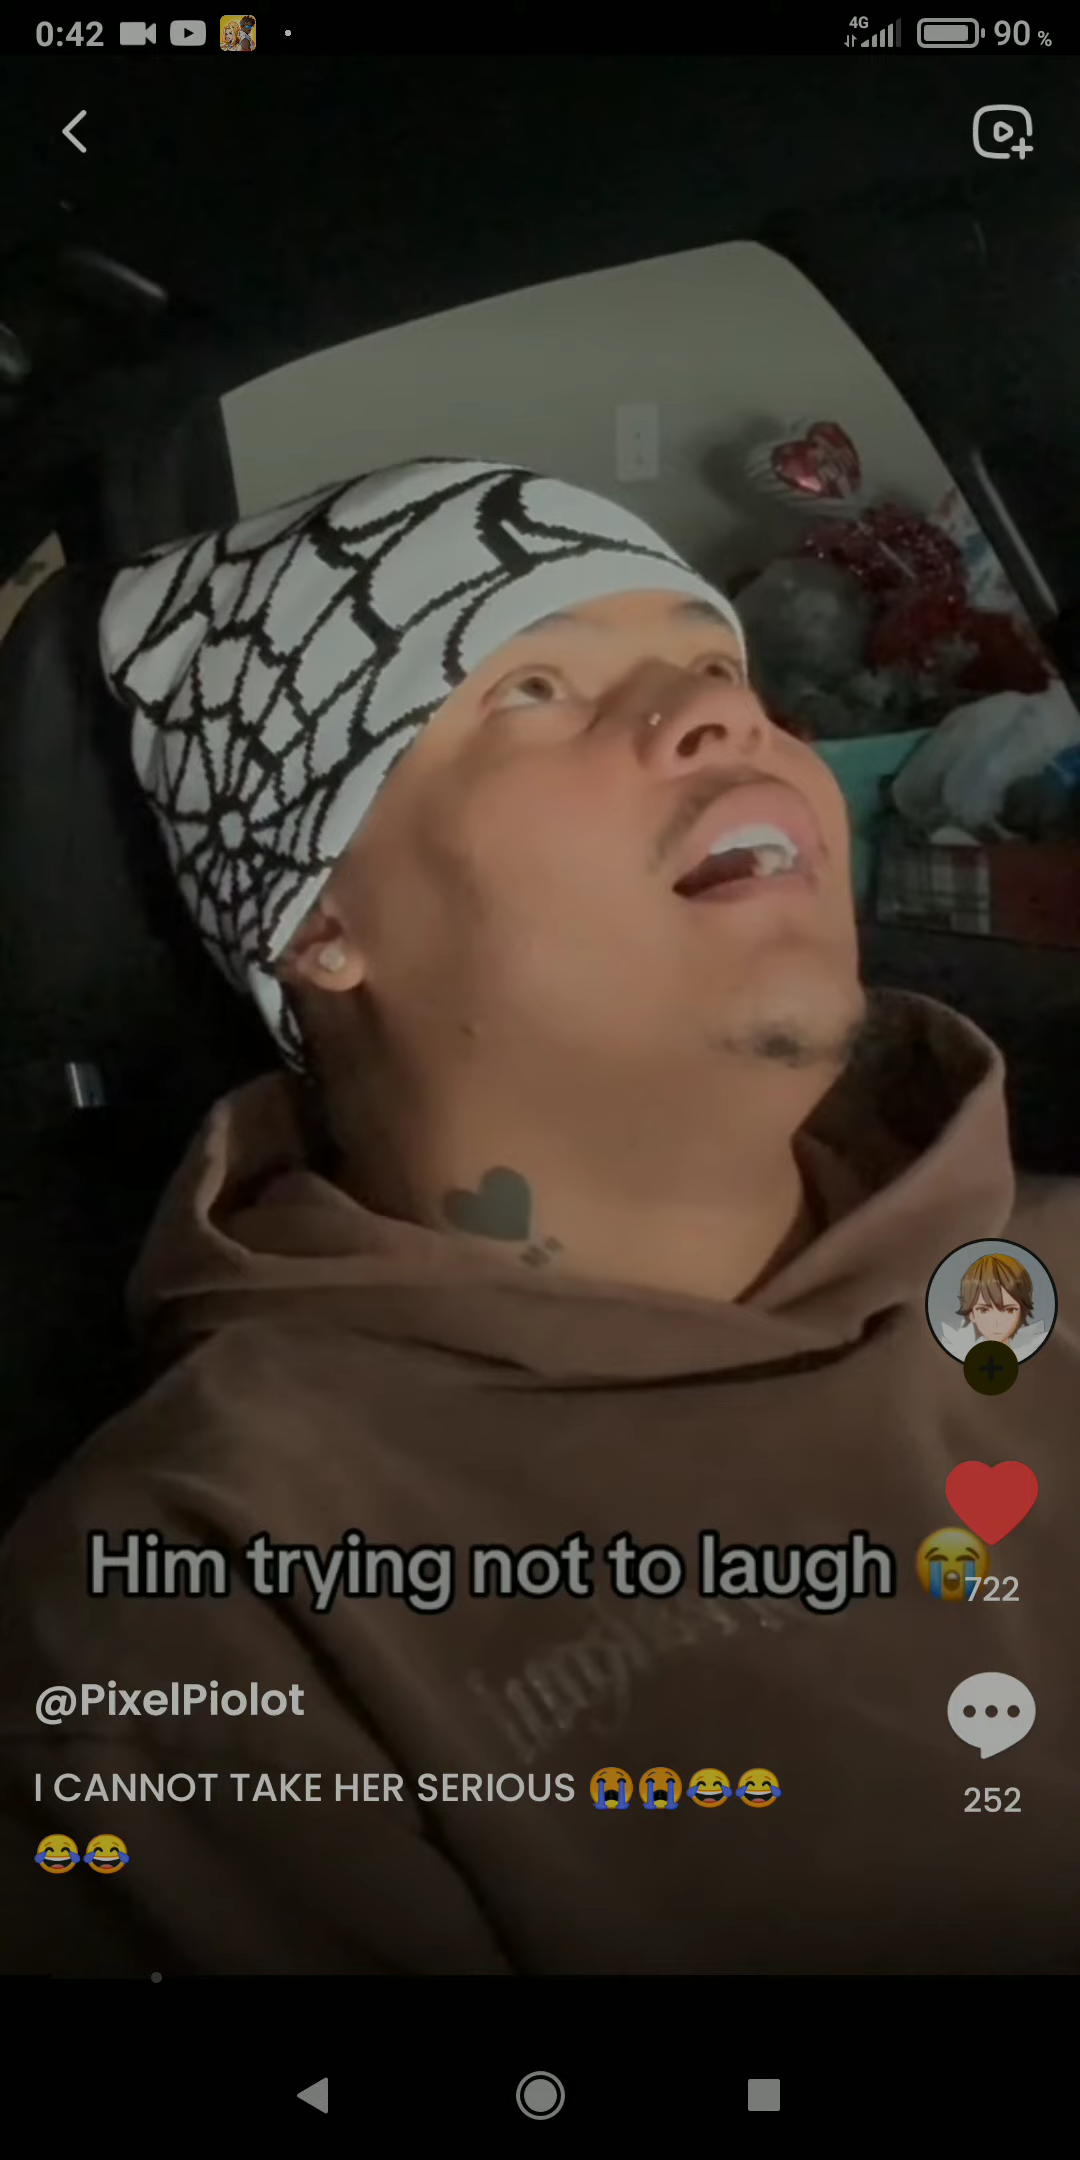 0:42
4G
90 %
Him trying not to laugh 😭
722
@PixelPiolot
I CANNOT TAKE HER SERIOUS 😭😭😂😂
😂😂
252